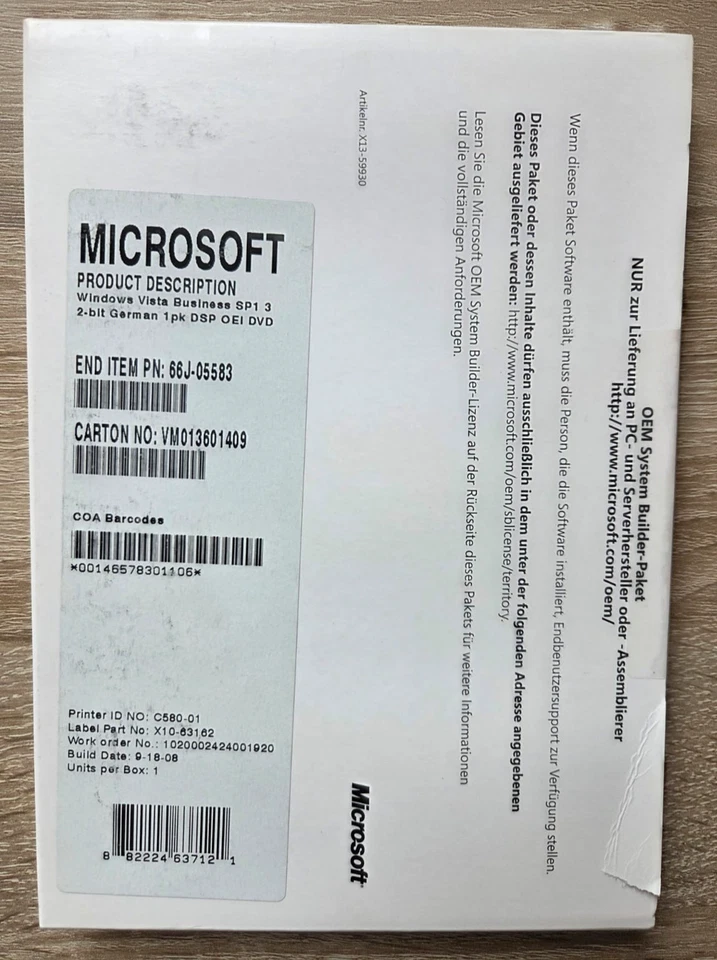 MICROSOFT
PRODUCT DESCRIPTION
Windows Vista Business SP1 3
2-bit German 1pk DSP OEI DVD
END ITEM PN: 66J-05583
CARTON NO: VM013601409
COA Barcodes
*00146578301106*
Printer ID NO: C580-01
Label Part No: X10-63162
Work order No.: 1020002424001920
Build Date: 9-18-08
Units per Box: 1
8 82224 63712 1
OEM System Builder-Paket
NUR zur Lieferung an PC- und Serverhersteller oder -Assemblierer
http://www.microsoft.com/oem/
Wenn dieses Paket Software enthält, muss die Person, die die Software installiert, Endbenutzersupport zur Verfügung stellen.
Dieses Paket oder dessen Inhalte dürfen ausschließlich in dem unter der folgenden Adresse angegebenen
Gebiet ausgeliefert werden: http://www.microsoft.com/oem/sblicense/territory.
Lesen Sie die Microsoft OEM System Builder-Lizenz auf der Rückseite dieses Pakets für weitere Informationen
und die vollständigen Anforderungen.
Artikelnr. X13-59930
Microsoft